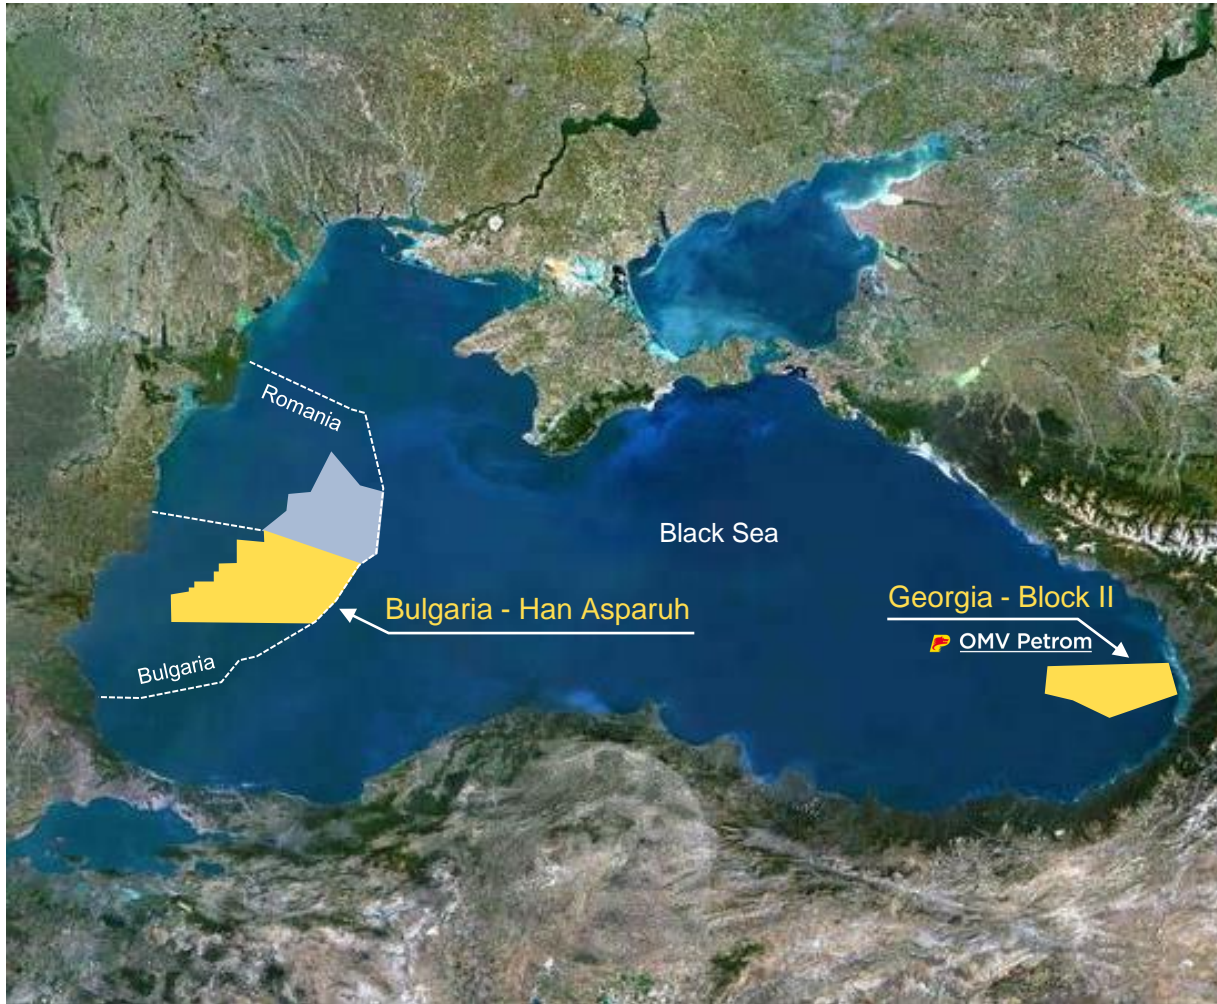 Romania
Black Sea
Bulgaria - Han Asparuh
Georgia - Block II
OMV Petrom
Bulgaria